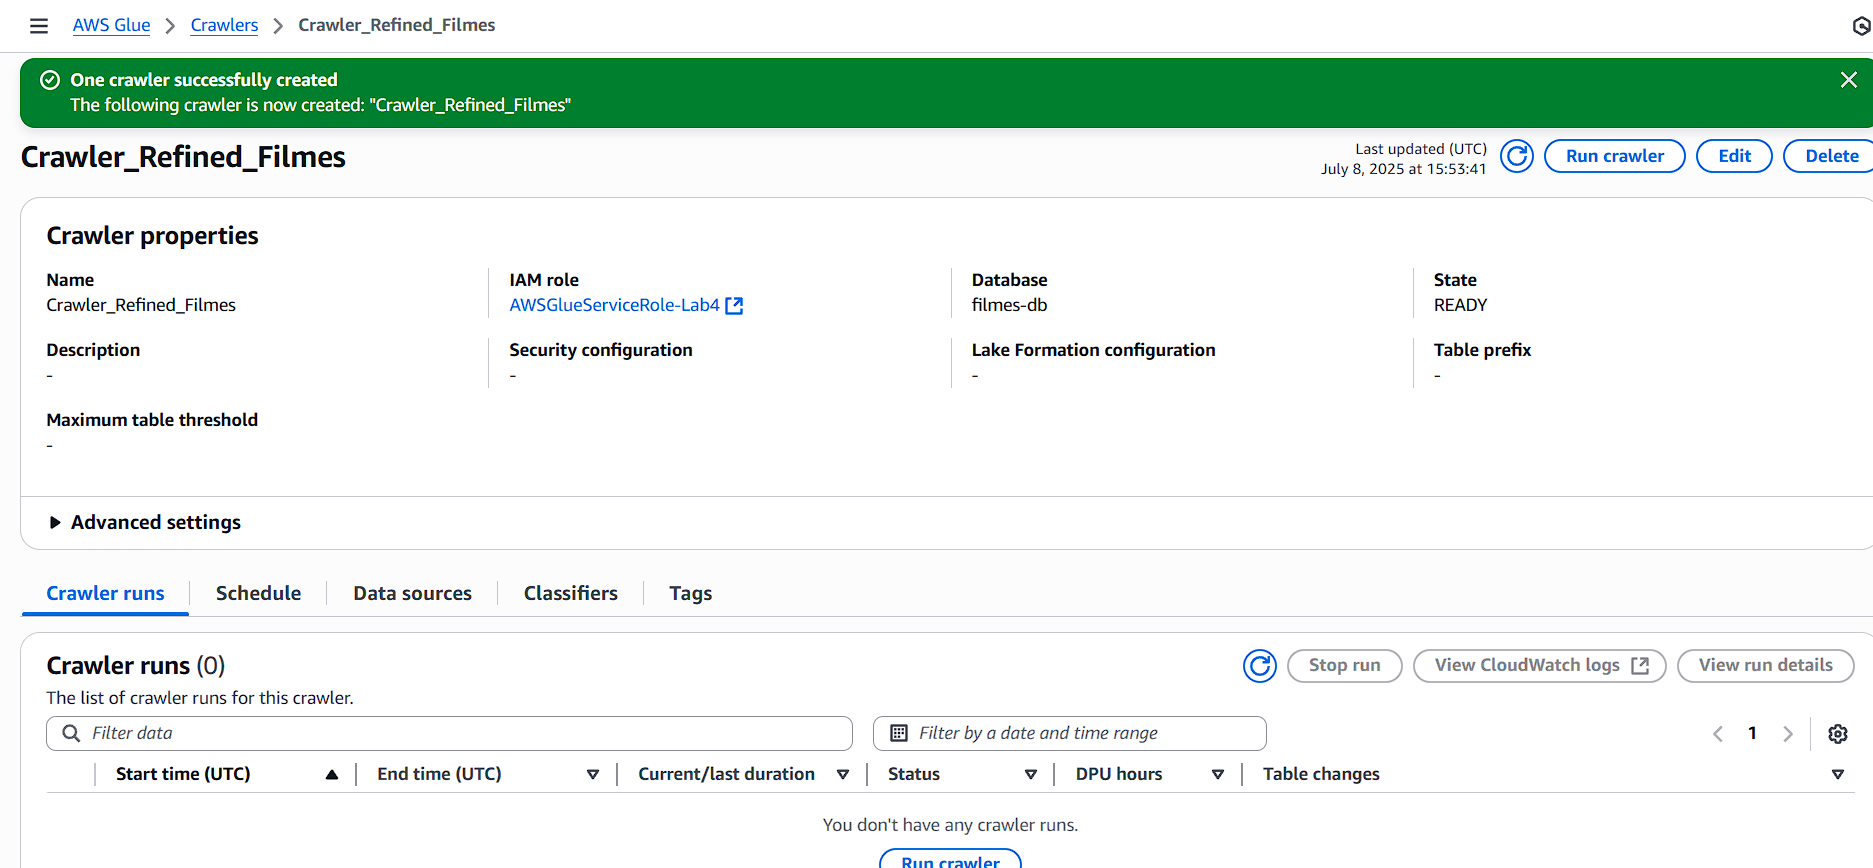 AWS Glue > Crawlers > Crawler_Refined_Filmes
One crawler successfully created
The following crawler is now created: "Crawler_Refined_Filmes"
Crawler_Refined_Filmes
Last updated (UTC)
July 8, 2025 at 15:53:41
Run crawler
Edit
Delete
Crawler properties
Name
Crawler_Refined_Filmes
IAM role
AWSGlueServiceRole-Lab4
Database
filmes-db
State
READY
Description
-
Security configuration
-
Lake Formation configuration
-
Table prefix
-
Maximum table threshold
-
Advanced settings
Crawler runs
Schedule
Data sources
Classifiers
Tags
Crawler runs (0)
The list of crawler runs for this crawler.
Stop run
View CloudWatch logs
View run details
Filter data
Filter by a date and time range
1
Start time (UTC)
End time (UTC)
Current/last duration
Status
DPU hours
Table changes
You don't have any crawler runs.
Run crawler